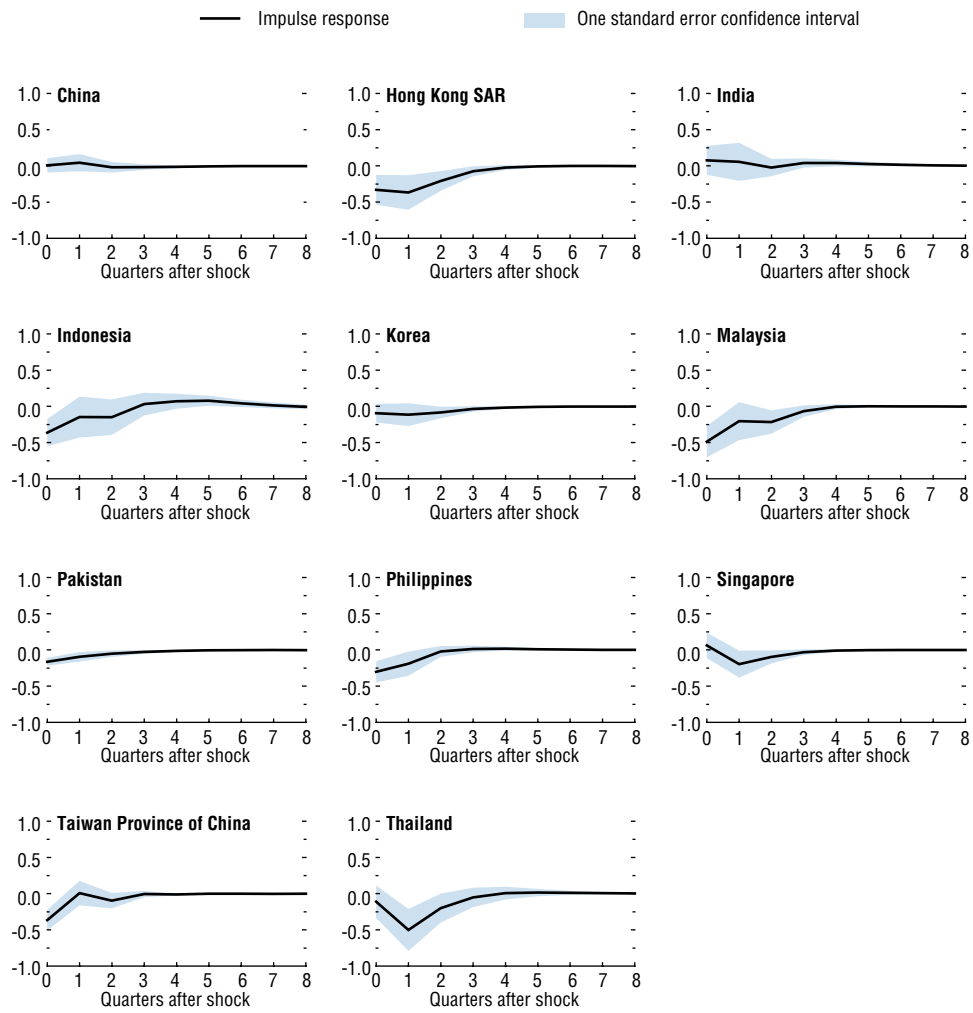 Impulse response One standard error confidence interval
China
1.0
0.5
0.0
-0.5
-1.0
0 1 2 3 4 5 6 7 8
Quarters after shock
Hong Kong SAR
1.0
0.5
0.0
-0.5
-1.0
0 1 2 3 4 5 6 7 8
Quarters after shock
India
1.0
0.5
0.0
-0.5
-1.0
0 1 2 3 4 5 6 7 8
Quarters after shock
Indonesia
1.0
0.5
0.0
-0.5
-1.0
0 1 2 3 4 5 6 7 8
Quarters after shock
Korea
1.0
0.5
0.0
-0.5
-1.0
0 1 2 3 4 5 6 7 8
Quarters after shock
Malaysia
1.0
0.5
0.0
-0.5
-1.0
0 1 2 3 4 5 6 7 8
Quarters after shock
Pakistan
1.0
0.5
0.0
-0.5
-1.0
0 1 2 3 4 5 6 7 8
Quarters after shock
Philippines
1.0
0.5
0.0
-0.5
-1.0
0 1 2 3 4 5 6 7 8
Quarters after shock
Singapore
1.0
0.5
0.0
-0.5
-1.0
0 1 2 3 4 5 6 7 8
Quarters after shock
Taiwan Province of China
1.0
0.5
0.0
-0.5
-1.0
0 1 2 3 4 5 6 7 8
Quarters after shock
Thailand
1.0
0.5
0.0
-0.5
-1.0
0 1 2 3 4 5 6 7 8
Quarters after shock